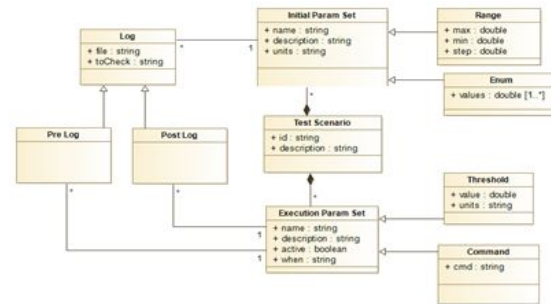 Log
+ file : string
+ toCheck : string
*
1
Initial Param Set
+ name : string
+ description : string
+ units : string
Range
+ max : double
+ min : double
+ step : double
Enum
+ values : double [1..*]
*
Test Scenario
+ id : string
+ description : string
Pre Log
Post Log
*
*
*
1
1
Execution Param Set
+ name : string
+ description : string
+ active : boolean
+ when : string
Threshold
+ value : double
+ units : string
Command
+ cmd : string